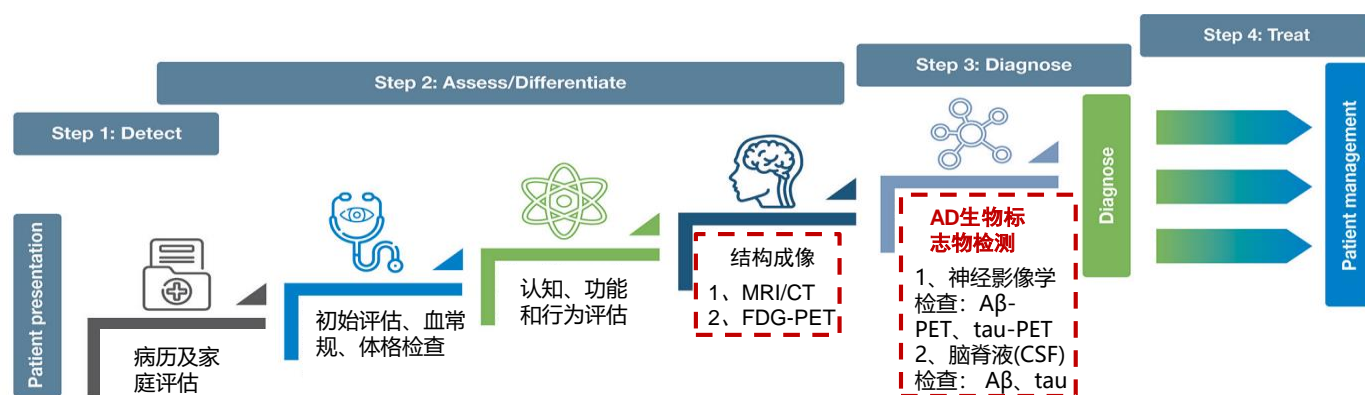 Step 4: Treat
Step 3: Diagnose
Step 2: Assess/Differentiate
Step 1: Detect
Patient presentation
病历及家
庭评估
初始评估、血常
规、体格检查
认知、功能
和行为评估
结构成像
1、MRI/CT
2、FDG-PET
AD生物标
志物检测
1、神经影像学
检查：Aβ-
PET、tau-PET
2、脑脊液(CSF)
检查： Aβ、tau
Diagnose
Patient management